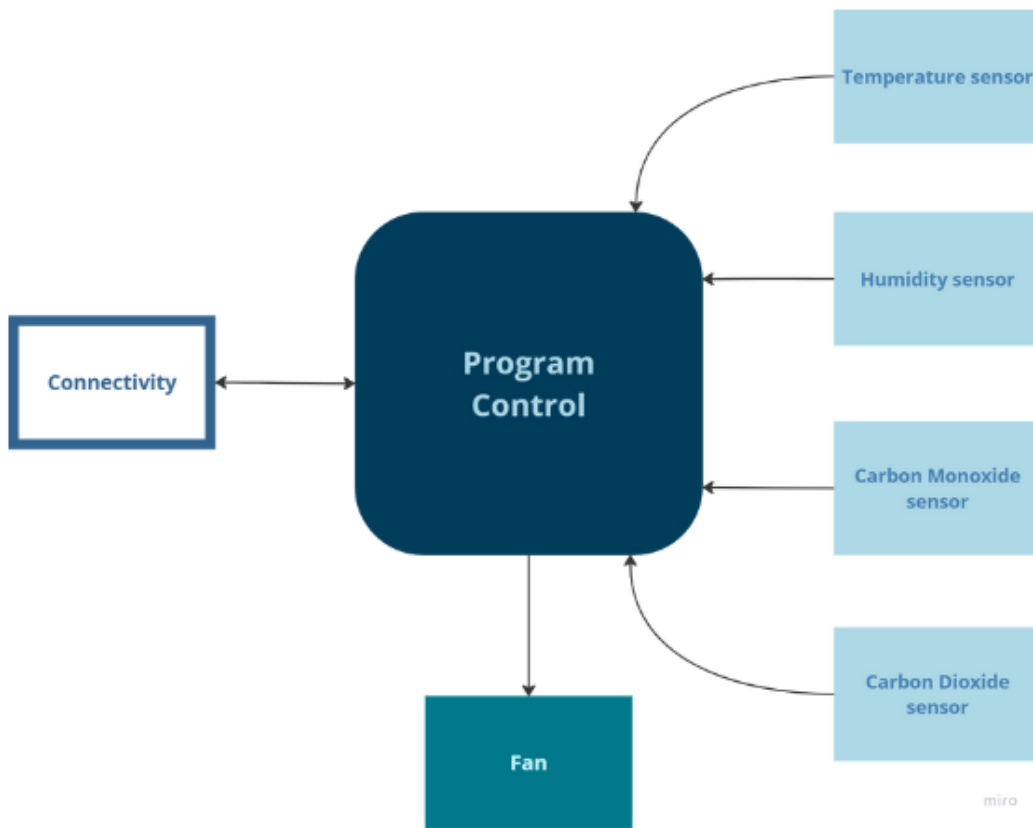 Temperature sensor
Humidity sensor
Program
Control
Connectivity
Carbon Monoxide
sensor
Carbon Dioxide
sensor
Fan
miro